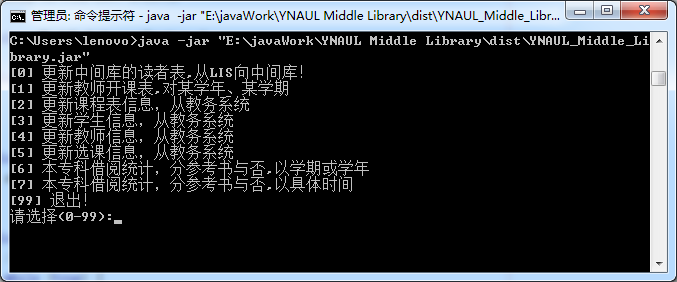 管理员: 命令提示符 - java  -jar "E:\javaWork\YNAUL Middle Library\dist\YNAUL_Middle_Libr...
C:\Users\lenovo>java -jar "E:\javaWork\YNAUL Middle Library\dist\YNAUL_Middle_Li
brary.jar"
[0] 更新中间库的读者表,从LIS向中间库!
[1] 更新教师开课表,对某学年、某学期
[2] 更新课程表信息, 从教务系统
[3] 更新学生信息, 从教务系统
[4] 更新教师信息, 从教务系统
[5] 更新选课信息, 从教务系统
[6] 本专科借阅统计, 分参考书与否,以学期或学年
[7] 本专科借阅统计, 分参考书与否,以具体时间
[99] 退出!
请选择(0-99):